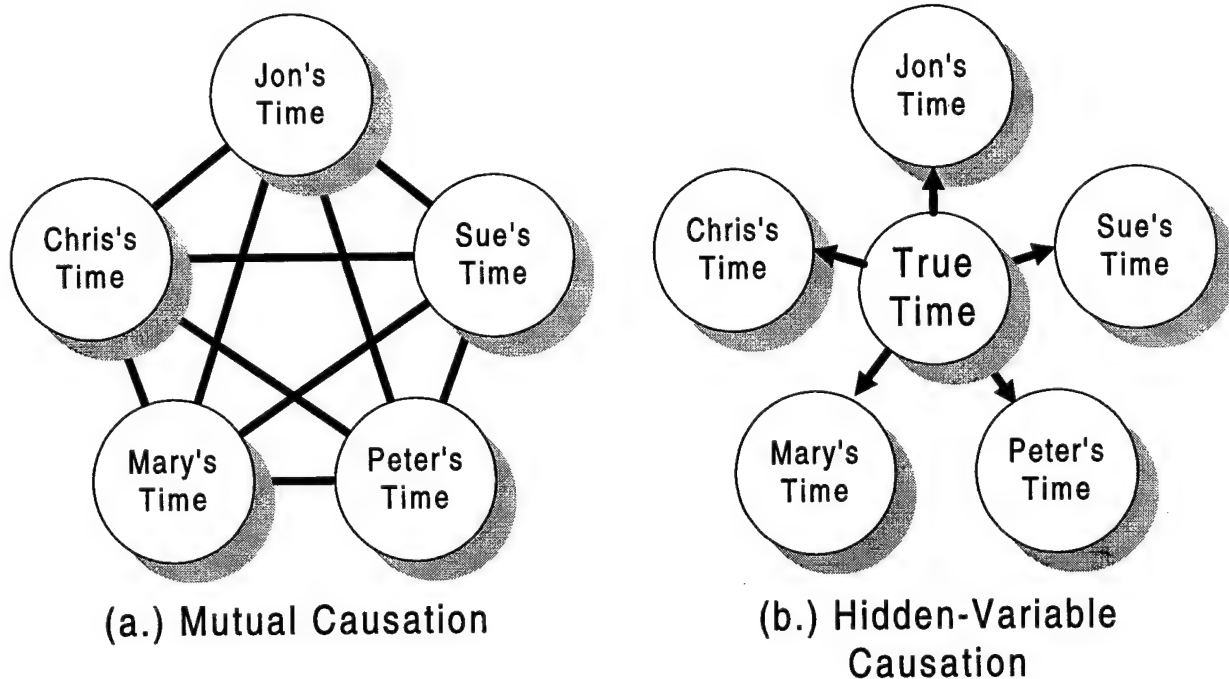 Jon's
Time
Chris's
Time
Sue's
Time
Mary's
Time
Peter's
Time
(a.) Mutual Causation
Jon's
Time
Chris's
Time
True
Time
Sue's
Time
Mary's
Time
Peter's
Time
(b.) Hidden-Variable
Causation